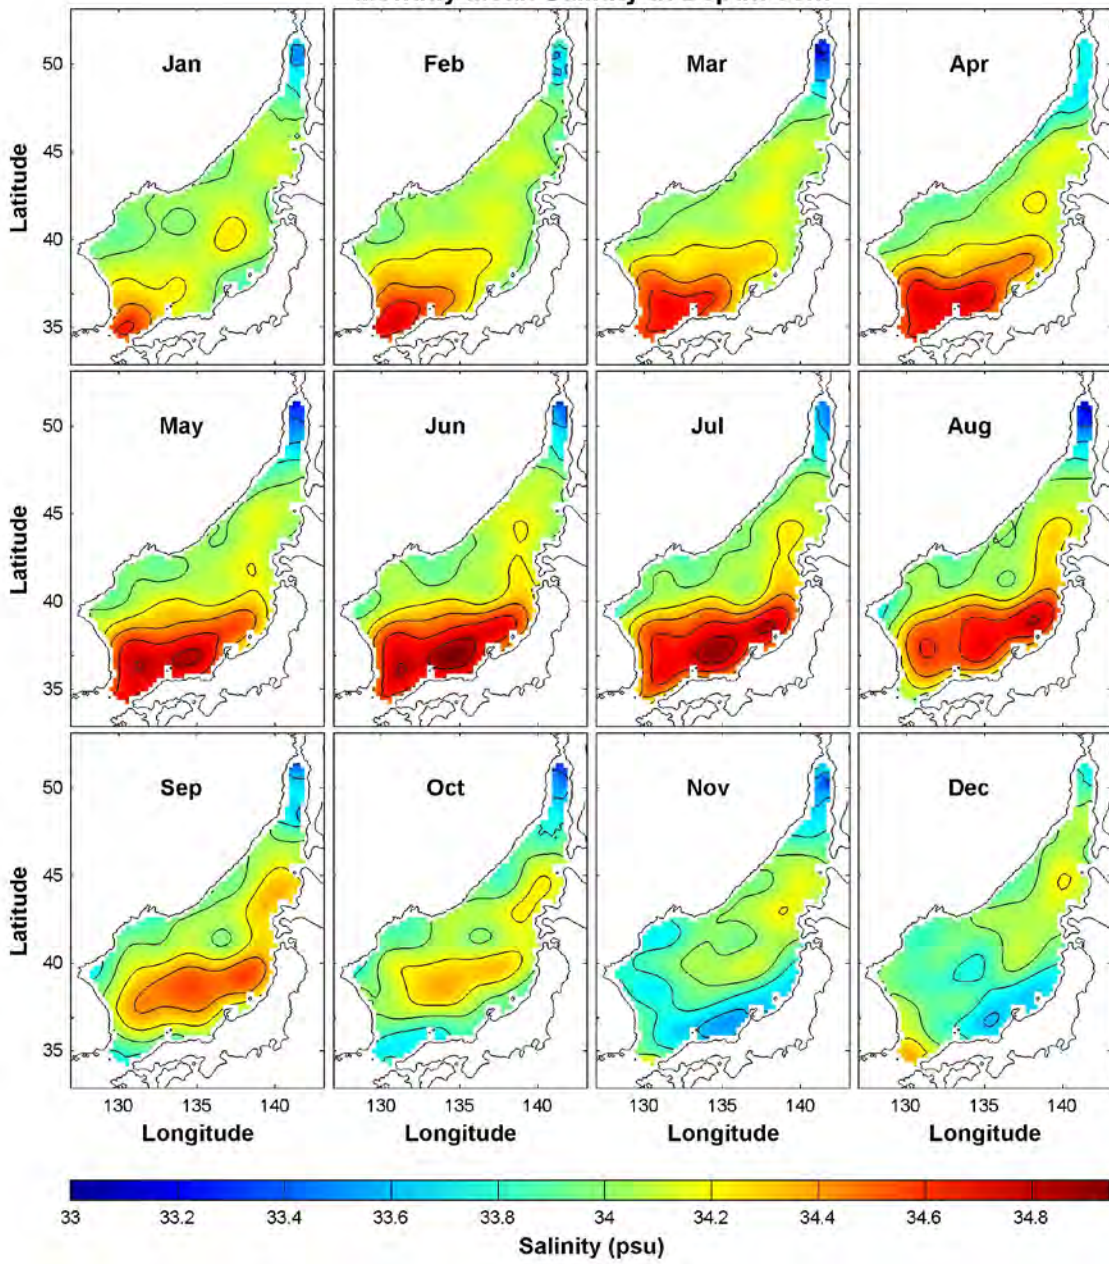 Jan Feb Mar Apr
50
45
40
35
Latitude
May Jun Jul Aug
50
45
40
35
Latitude
Sep Oct Nov Dec
50
45
40
35
Latitude
130 135 140 130 135 140 130 135 140 130 135 140
Longitude Longitude Longitude Longitude
33 33.2 33.4 33.6 33.8 34 34.2 34.4 34.6 34.8
Salinity (psu)